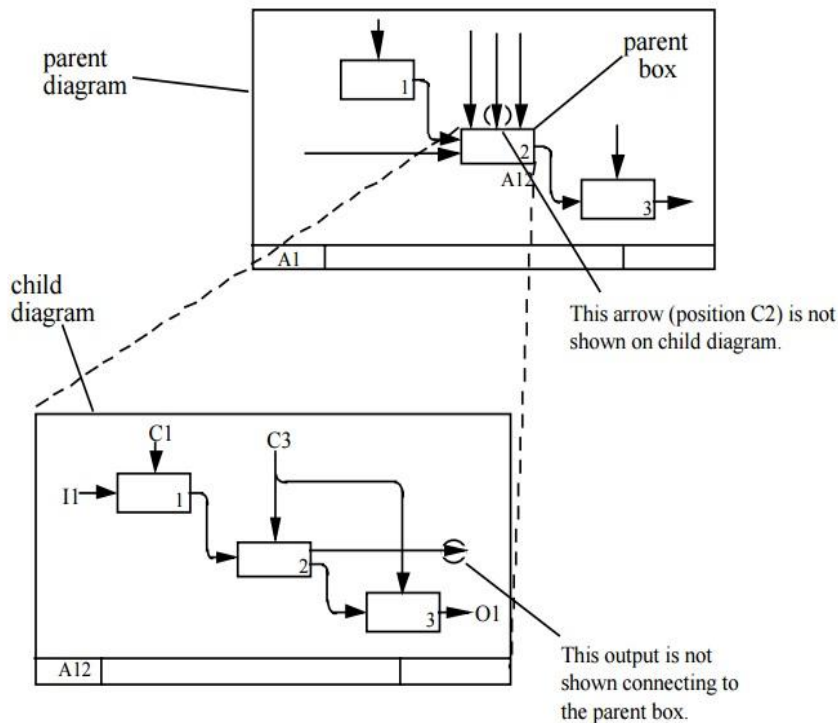 parent
diagram
parent
box
1
2
A12
3
A1
This arrow (position C2) is not
shown on child diagram.
child
diagram
C1
C3
I1
1
2
3
O1
A12
This output is not
shown connecting to
the parent box.